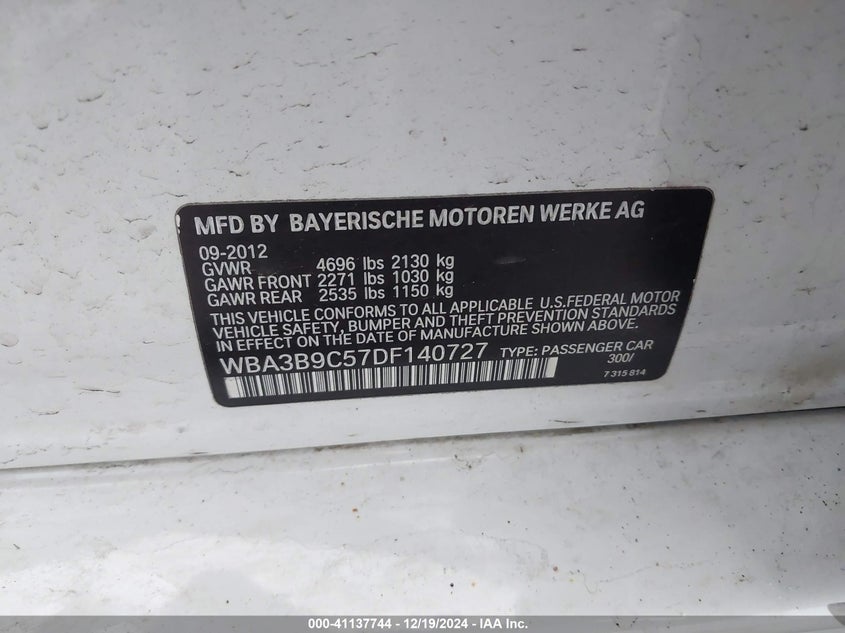 MFD BY BAYERISCHE MOTOREN WERKE AG
09-2012
GVWR 4696 lbs 2130 kg
GAWR FRONT 2271 lbs 1030 kg
GAWR REAR 2535 lbs 1150 kg
THIS VEHICLE CONFORMS TO ALL APPLICABLE U.S.FEDERAL MOTOR
VEHICLE SAFETY, BUMPER AND THEFT PREVENTION STANDARDS
IN EFFECT ON THE DATE OF MANUFACTURE SHOWN ABOVE.
WBA3B9C57DF140727 TYPE: PASSENGER CAR
300/
7 315 814
000-41137744 - 12/19/2024 - IAA Inc.